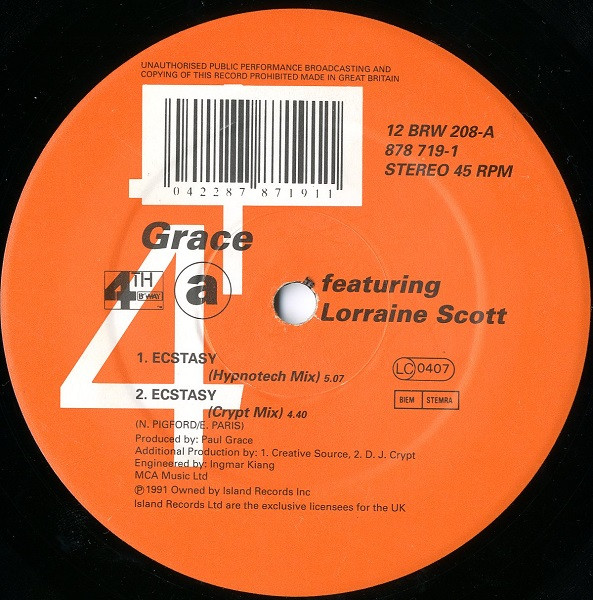 UNAUTHORISED PUBLIC PERFORMANCE BROADCASTING AND
COPYING OF THIS RECORD PROHIBITED MADE IN GREAT BRITAIN
042287 871911
12 BRW 208-A
878 719-1
STEREO 45 RPM
4
Grace
4TH
B'WAY
a
featuring
Lorraine Scott
1. ECSTASY
(Hypnotech Mix) 5.07
2. ECSTASY
(Crypt Mix) 4.40
LC 0407
BIEM STEMRA
(N. PIGFORD/E. PARIS)
Produced by: Paul Grace
Additional Production by: 1. Creative Source, 2. D. J. Crypt
Engineered by: Ingmar Kiang
MCA Music Ltd
Ⓟ 1991 Owned by Island Records Inc
Island Records Ltd are the exclusive licensees for the UK